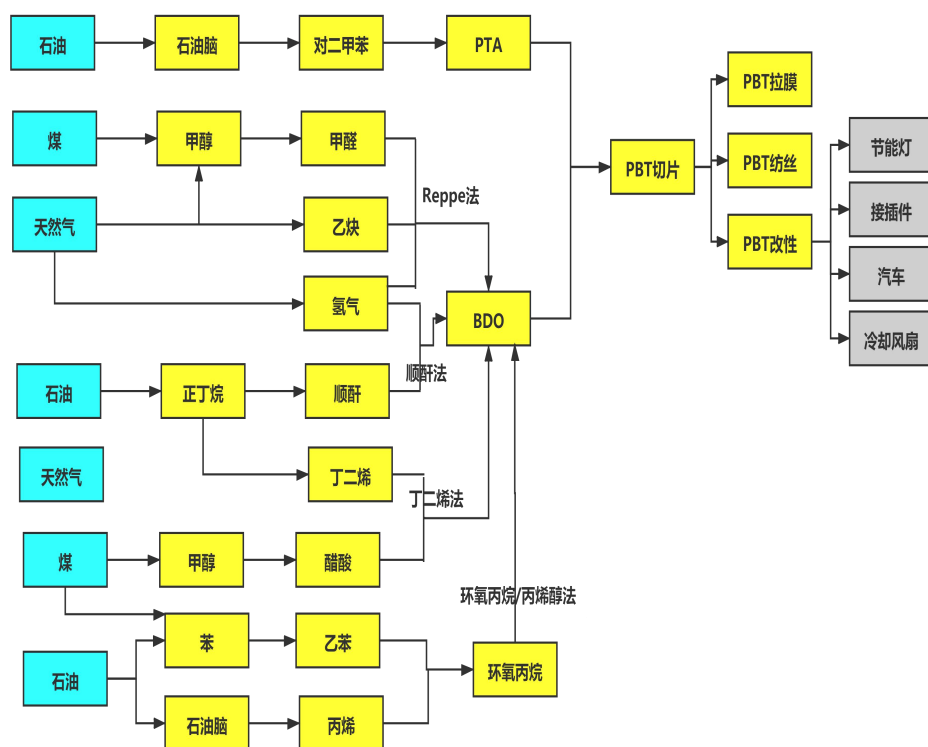 石油
石油脑
对二甲苯
PTA
PBT拉膜
煤
甲醇
甲醛
节能灯
PBT切片
PBT纺丝
Reppe法
接插件
天然气
乙炔
PBT改性
汽车
氢气
BDO
冷却风扇
顺酐法
石油
正丁烷
顺酐
天然气
丁二烯
丁二烯法
煤
甲醇
醋酸
环氧丙烷/丙烯醇法
苯
乙苯
石油
环氧丙烷
石油脑
丙烯